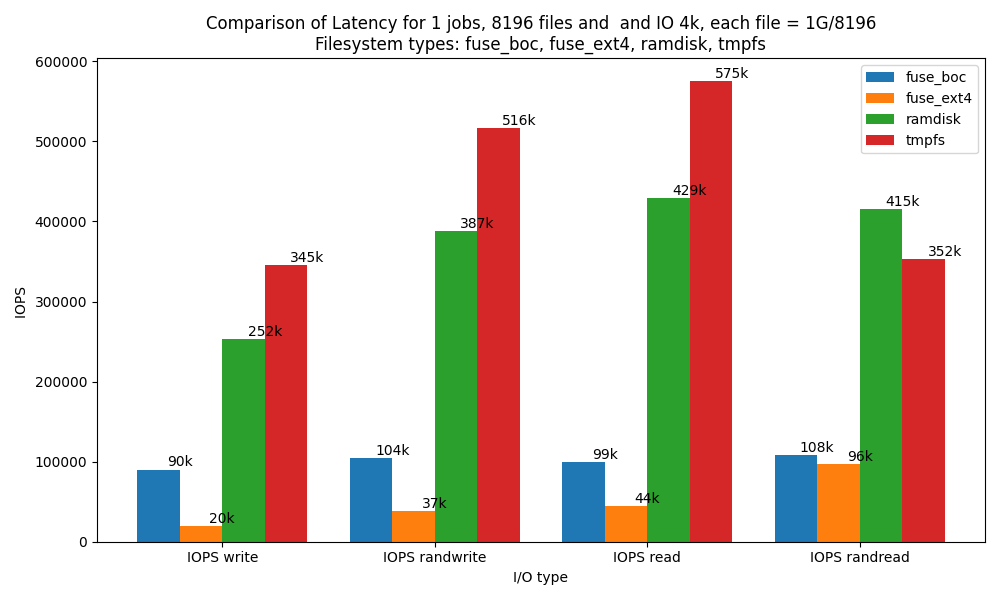 Comparison of Latency for 1 jobs, 8196 files and  and IO 4k, each file = 1G/8196
Filesystem types: fuse_boc, fuse_ext4, ramdisk, tmpfs
600000
500000
400000
300000
200000
100000
0
IOPS
fuse_boc
fuse_ext4
ramdisk
tmpfs
90k
20k
252k
345k
104k
37k
387k
516k
99k
44k
429k
575k
108k
96k
415k
352k
IOPS write
IOPS randwrite
IOPS read
IOPS randread
I/O type